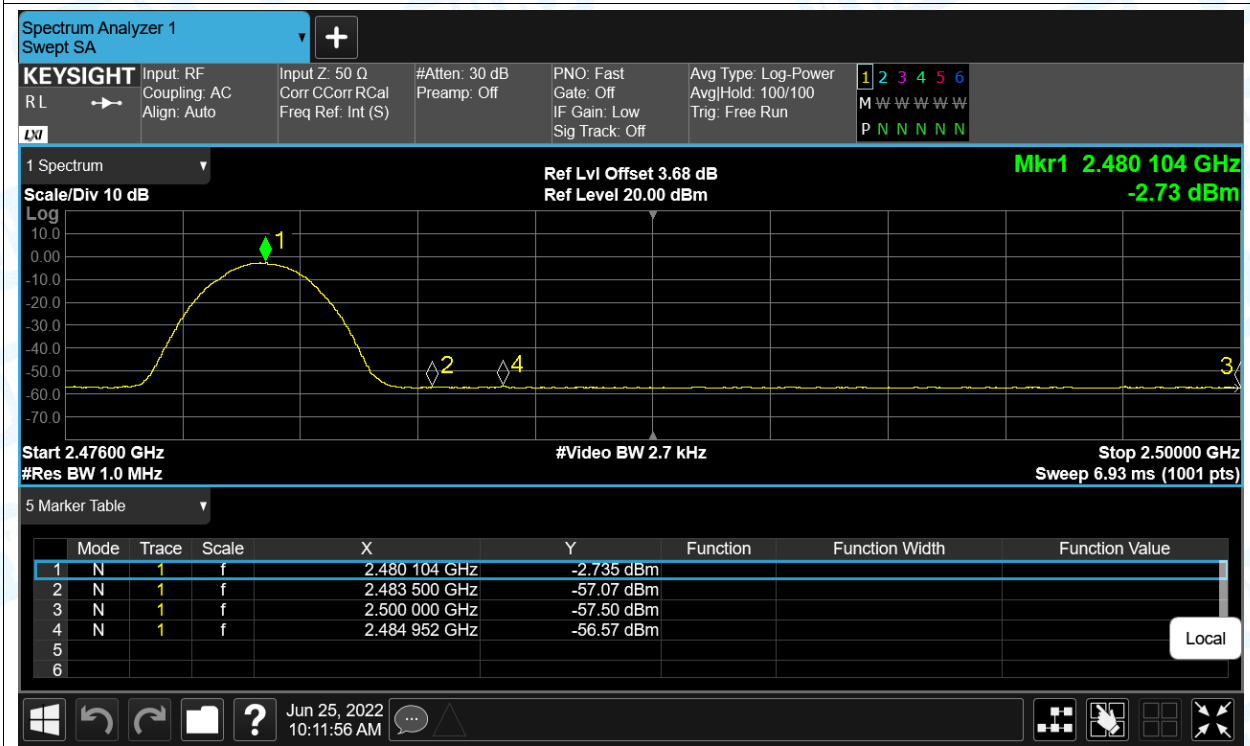 Spectrum Analyzer 1
Swept SA
+
KEYSIGHT
RL
LXI
Input: RF
Coupling: AC
Align: Auto
Input Z: 50 Ω
Corr CCorr RCal
Freq Ref: Int (S)
#Atten: 30 dB
Preamp: Off
PNO: Fast
Gate: Off
IF Gain: Low
Sig Track: Off
Avg Type: Log-Power
Avg|Hold: 100/100
Trig: Free Run
1 2 3 4 5 6
M W W W W W
P N N N N N
1 Spectrum
Scale/Div 10 dB
Ref Lvl Offset 3.68 dB
Ref Level 20.00 dBm
Mkr1 2.480 104 GHz
-2.73 dBm
Log
10.0
0.00
-10.0
-20.0
-30.0
-40.0
-50.0
-60.0
-70.0
1
2
4
3
Start 2.47600 GHz
#Res BW 1.0 MHz
#Video BW 2.7 kHz
Stop 2.50000 GHz
Sweep 6.93 ms (1001 pts)
5 Marker Table
Mode Trace Scale X Y Function Function Width Function Value
1 N 1 f 2.480 104 GHz -2.735 dBm
2 N 1 f 2.483 500 GHz -57.07 dBm
3 N 1 f 2.500 000 GHz -57.50 dBm
4 N 1 f 2.484 952 GHz -56.57 dBm
5
6
Local
?
Jun 25, 2022
10:11:56 AM